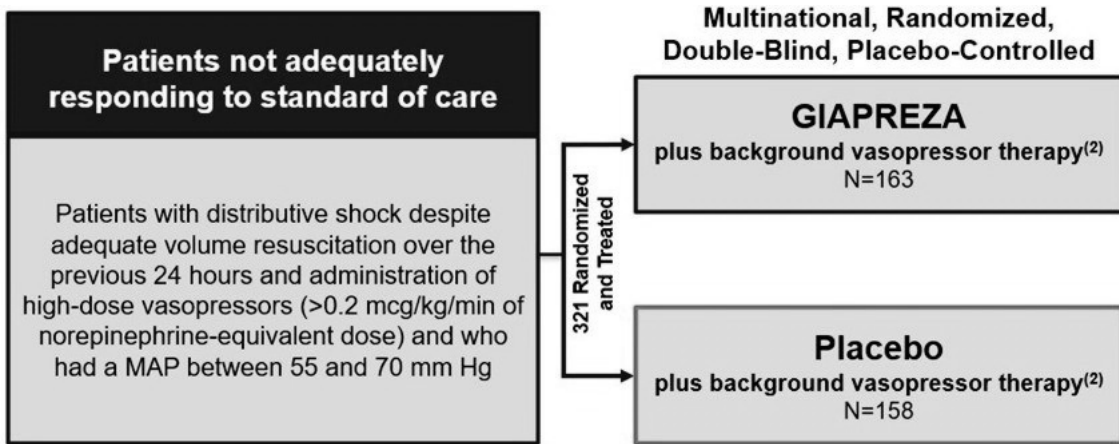 Patients not adequately
responding to standard of care
Patients with distributive shock despite
adequate volume resuscitation over the
previous 24 hours and administration of
high-dose vasopressors (>0.2 mcg/kg/min of
norepinephrine-equivalent dose) and who
had a MAP between 55 and 70 mm Hg
321 Randomized
and Treated
Multinational, Randomized,
Double-Blind, Placebo-Controlled
GIAPREZA
plus background vasopressor therapy(2)
N=163
Placebo
plus background vasopressor therapy(2)
N=158